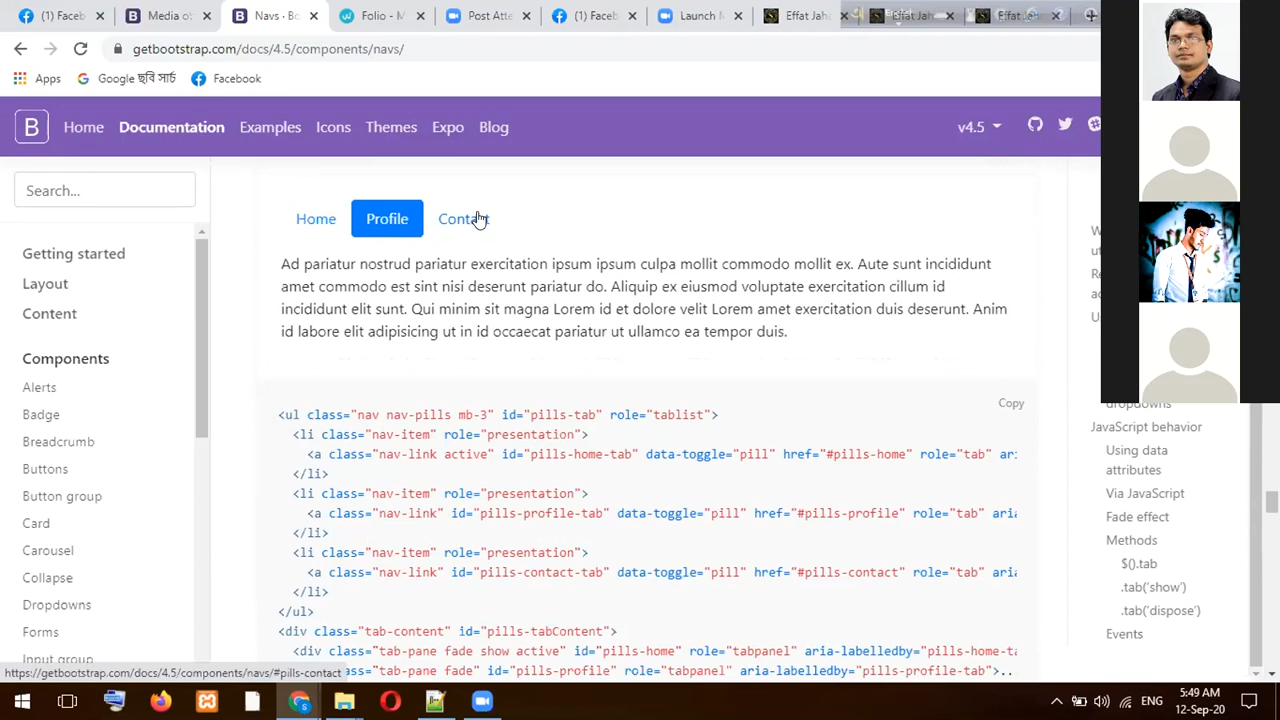 (1) Faceb
Media o
Navs · Bo
Folio - M
Post Atte
(1) Faceb
Launch M
Effat Jah
Effat Jah
Effat Jah
getbootstrap.com/docs/4.5/components/navs/
Apps
Google ছবি সার্চ
Facebook
B
Home
Documentation
Examples
Icons
Themes
Expo
Blog
v4.5
Search...
Getting started
Layout
Content
Components
Alerts
Badge
Breadcrumb
Buttons
Button group
Card
Carousel
Collapse
Dropdowns
Forms
Input group
Home
Profile
Contact
Ad pariatur nostrud pariatur exercitation ipsum ipsum culpa mollit commodo mollit ex. Aute sunt incididunt
amet commodo est sint nisi deserunt pariatur do. Aliquip ex eiusmod voluptate exercitation cillum id
incididunt elit sunt. Qui minim sit magna Lorem id et dolore velit Lorem amet exercitation duis deserunt. Anim
id labore elit adipisicing ut in id occaecat pariatur ut ullamco ea tempor duis.
Copy
<ul class="nav nav-pills mb-3" id="pills-tab" role="tablist">
<li class="nav-item" role="presentation">
<a class="nav-link active" id="pills-home-tab" data-toggle="pill" href="#pills-home" role="tab" ari
</li>
<li class="nav-item" role="presentation">
<a class="nav-link" id="pills-profile-tab" data-toggle="pill" href="#pills-profile" role="tab" aria
</li>
<li class="nav-item" role="presentation">
<a class="nav-link" id="pills-contact-tab" data-toggle="pill" href="#pills-contact" role="tab" aria
</li>
</ul>
<div class="tab-content" id="pills-tabContent">
<div class="tab-pane fade show active" id="pills-home" role="tabpanel" aria-labelledby="pills-home-ta
<div class="tab-pane fade" id="pills-profile" role="tabpanel" aria-labelledby="pills-profile-tab">..
dropdowns
JavaScript behavior
Using data
attributes
Via JavaScript
Fade effect
Methods
$().tab
.tab('show')
.tab('dispose')
Events
https://getbootstrap.com/docs/4.5/components/navs/#pills-contact
ENG
5:49 AM
12-Sep-20